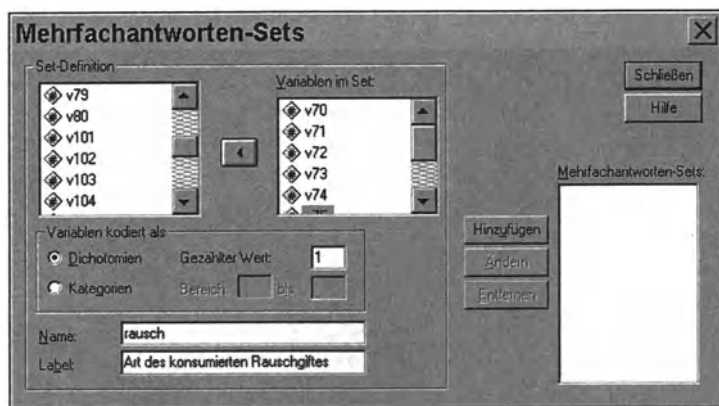 Mehrfachantworten-Sets
Set-Definition
v79
v80
v101
v102
v103
v104
Variablen im Set:
v70
v71
v72
v73
v74
v75
Schließen
Hilfe
Mehrfachantworten-Sets:
Variablen kodiert als
Dichotomien Gezählter Wert: 1
Kategorien Bereich bis
Hinzufügen
Ändern
Entfernen
Name: rausch
Label: Art des konsumierten Rauschgiftes